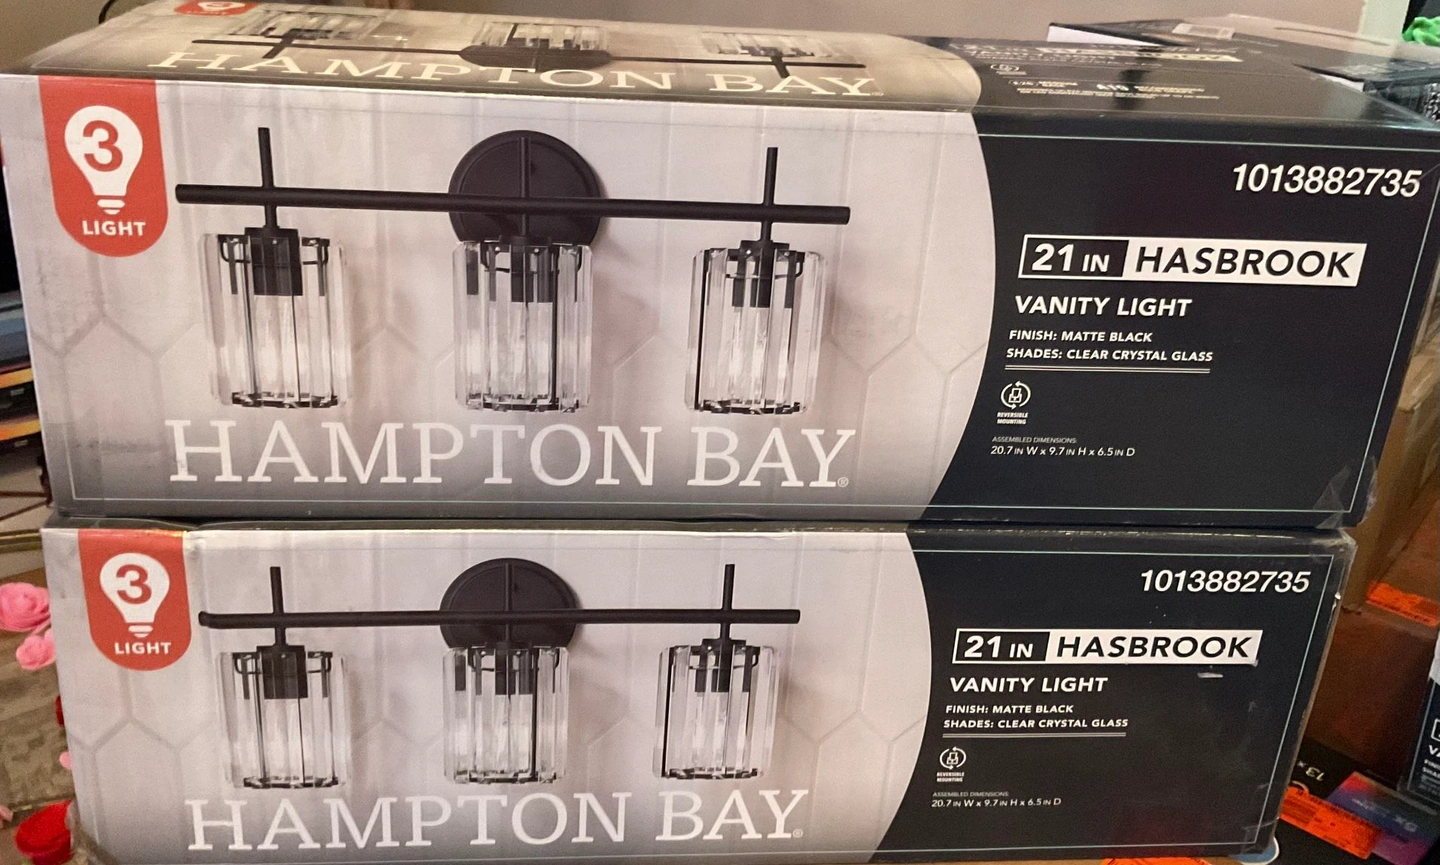 HAMPTON BAY
3
LIGHT
1013882735
21 IN HASBROOK
VANITY LIGHT
FINISH: MATTE BLACK
SHADES: CLEAR CRYSTAL GLASS
REVERSIBLE
MOUNTING
ASSEMBLED DIMENSIONS:
20.7 IN W x 9.7 IN H x 6.5 IN D
HAMPTON BAY®
3
LIGHT
1013882735
21 IN HASBROOK
VANITY LIGHT
FINISH: MATTE BLACK
SHADES: CLEAR CRYSTAL GLASS
REVERSIBLE
MOUNTING
ASSEMBLED DIMENSIONS:
20.7 IN W x 9.7 IN H x 6.5 IN D
HAMPTON BAY®